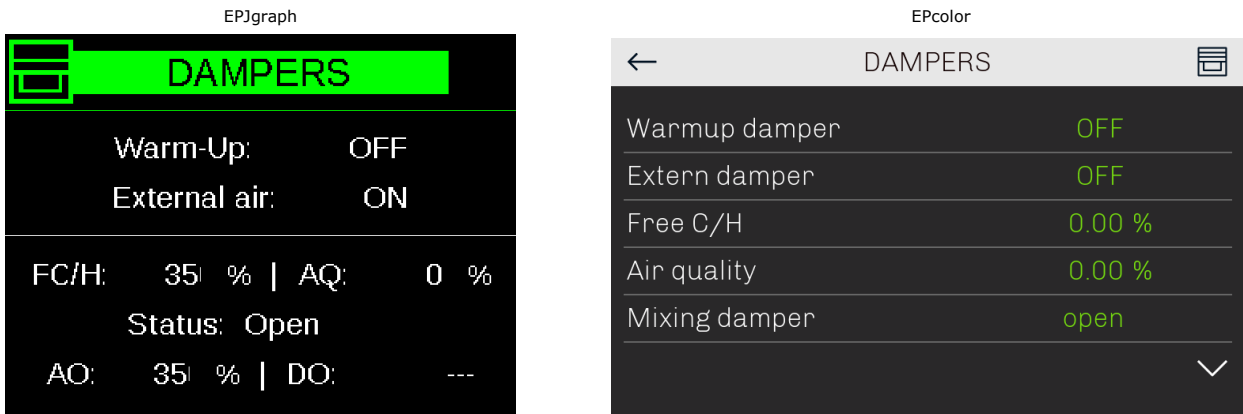 EPJgraph
DAMPERS
Warm-Up: OFF
External air: ON
FC/H: 35 % | AQ: 0 %
Status: Open
AO: 35 % | DO: ---
EPcolor
DAMPERS
Warmup damper OFF
Extern damper OFF
Free C/H 0.00 %
Air quality 0.00 %
Mixing damper open